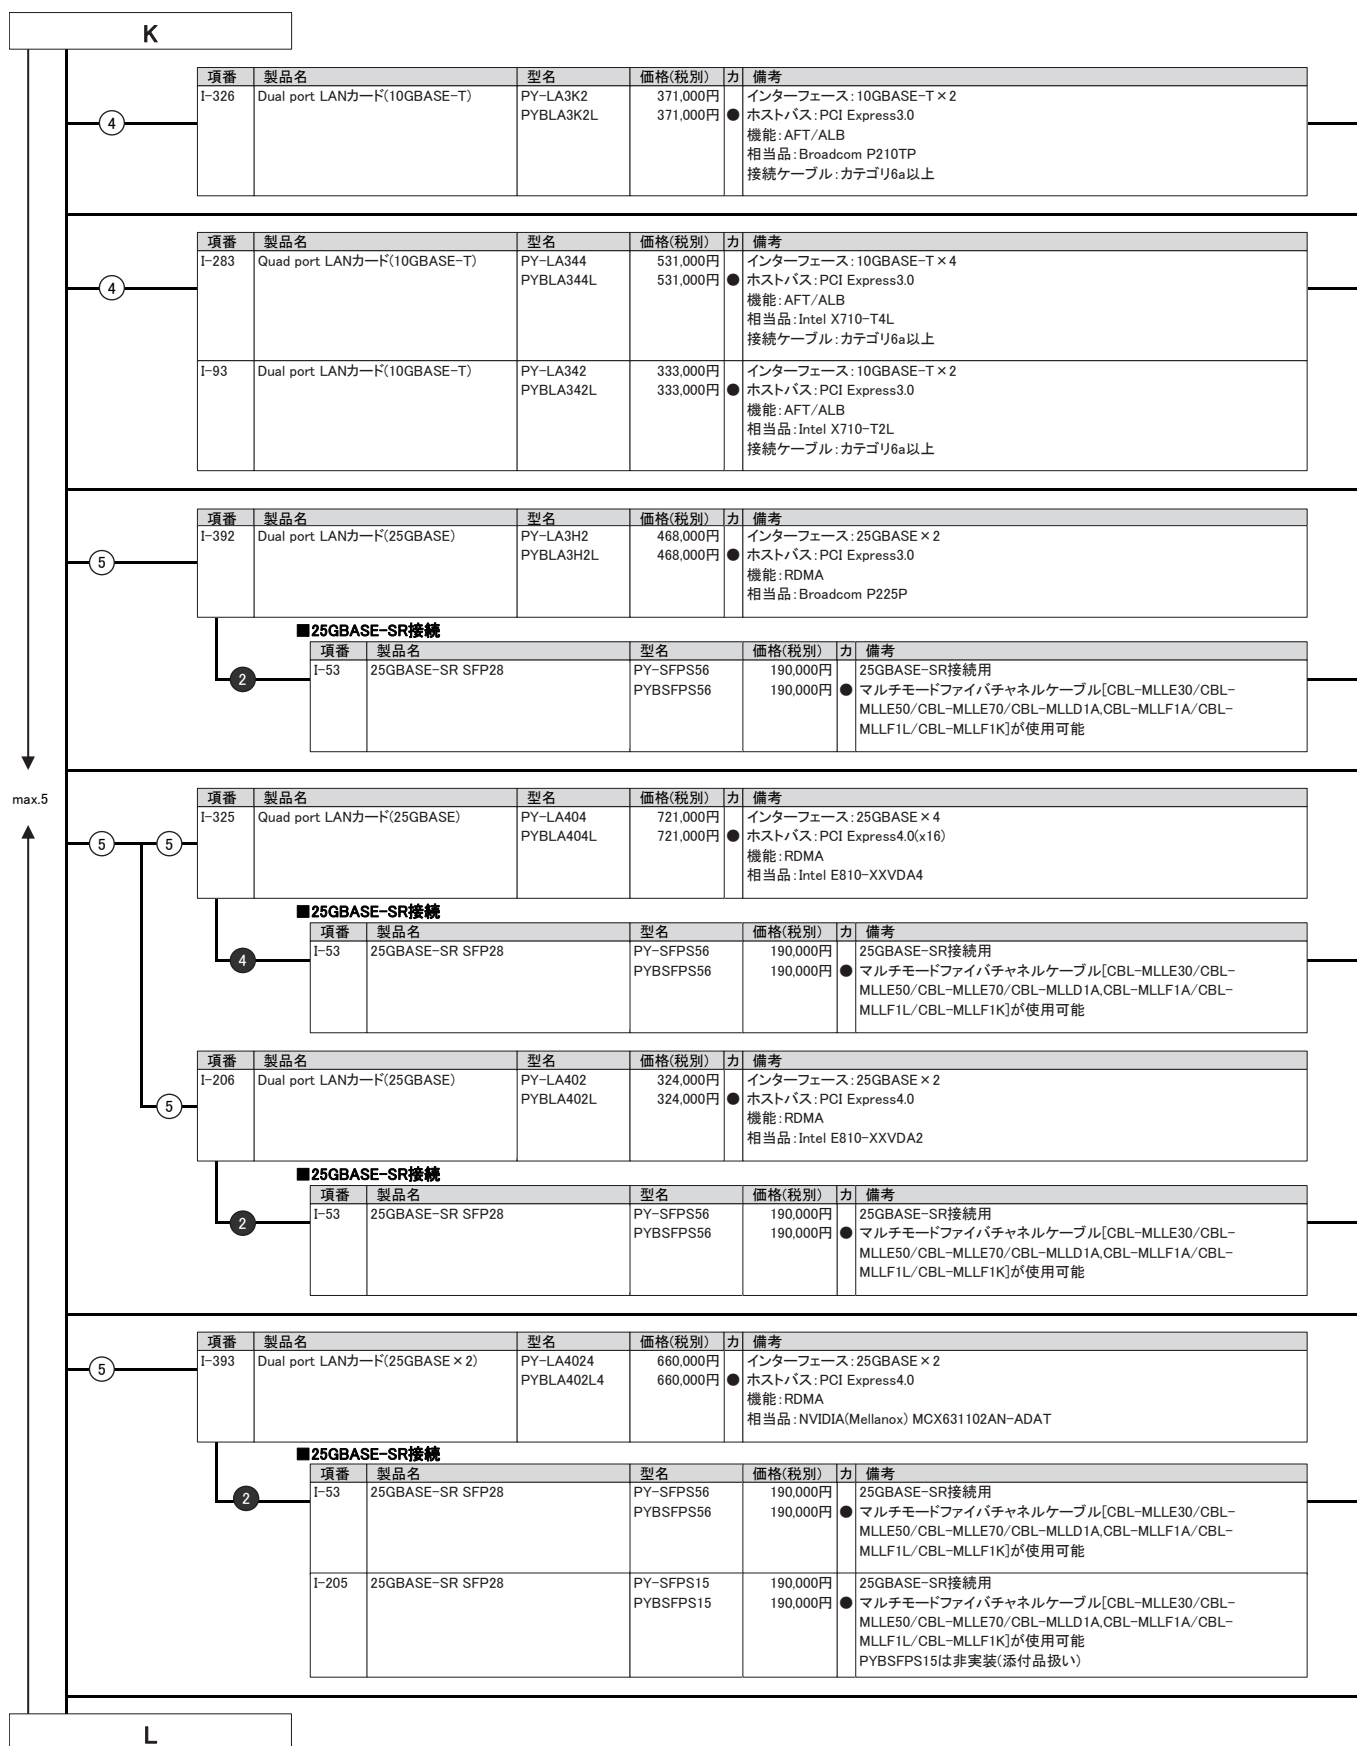 K
項番 製品名 型名 価格(税別) カ 備考
I-326 Dual port LANカード(10GBASE-T) PY-LA3K2 371,000円 インターフェース:10GBASE-T×2
PYBLA3K2L 371,000円 ● ホストバス:PCI Express3.0
機能:AFT/ALB
相当品:Broadcom P210TP
接続ケーブル:カテゴリ6a以上
4
項番 製品名 型名 価格(税別) カ 備考
I-283 Quad port LANカード(10GBASE-T) PY-LA344 531,000円 インターフェース:10GBASE-T×4
PYBLA344L 531,000円 ● ホストバス:PCI Express3.0
機能:AFT/ALB
相当品:Intel X710-T4L
接続ケーブル:カテゴリ6a以上
4
I-93 Dual port LANカード(10GBASE-T) PY-LA342 333,000円 インターフェース:10GBASE-T×2
PYBLA342L 333,000円 ● ホストバス:PCI Express3.0
機能:AFT/ALB
相当品:Intel X710-T2L
接続ケーブル:カテゴリ6a以上
項番 製品名 型名 価格(税別) カ 備考
I-392 Dual port LANカード(25GBASE) PY-LA3H2 468,000円 インターフェース:25GBASE×2
PYBLA3H2L 468,000円 ● ホストバス:PCI Express3.0
機能:RDMA
相当品:Broadcom P225P
5
■25GBASE-SR接続
項番 製品名 型名 価格(税別) カ 備考
I-53 25GBASE-SR SFP28 PY-SFPS56 190,000円 25GBASE-SR接続用
PYBSFPS56 190,000円 ● マルチモードファイバチャネルケーブル[CBL-MLLE30/CBL-
MLLE50/CBL-MLLE70/CBL-MLLD1A,CBL-MLLF1A/CBL-
MLLF1L/CBL-MLLF1K]が使用可能
2
max.5
項番 製品名 型名 価格(税別) カ 備考
I-325 Quad port LANカード(25GBASE) PY-LA404 721,000円 インターフェース:25GBASE×4
PYBLA404L 721,000円 ● ホストバス:PCI Express4.0(x16)
機能:RDMA
相当品:Intel E810-XXVDA4
5 5
■25GBASE-SR接続
項番 製品名 型名 価格(税別) カ 備考
I-53 25GBASE-SR SFP28 PY-SFPS56 190,000円 25GBASE-SR接続用
PYBSFPS56 190,000円 ● マルチモードファイバチャネルケーブル[CBL-MLLE30/CBL-
MLLE50/CBL-MLLE70/CBL-MLLD1A,CBL-MLLF1A/CBL-
MLLF1L/CBL-MLLF1K]が使用可能
4
項番 製品名 型名 価格(税別) カ 備考
I-206 Dual port LANカード(25GBASE) PY-LA402 324,000円 インターフェース:25GBASE×2
PYBLA402L 324,000円 ● ホストバス:PCI Express4.0
機能:RDMA
相当品:Intel E810-XXVDA2
5
■25GBASE-SR接続
項番 製品名 型名 価格(税別) カ 備考
I-53 25GBASE-SR SFP28 PY-SFPS56 190,000円 25GBASE-SR接続用
PYBSFPS56 190,000円 ● マルチモードファイバチャネルケーブル[CBL-MLLE30/CBL-
MLLE50/CBL-MLLE70/CBL-MLLD1A,CBL-MLLF1A/CBL-
MLLF1L/CBL-MLLF1K]が使用可能
2
項番 製品名 型名 価格(税別) カ 備考
I-393 Dual port LANカード(25GBASE×2) PY-LA4024 660,000円 インターフェース:25GBASE×2
PYBLA402L4 660,000円 ● ホストバス:PCI Express4.0
機能:RDMA
相当品:NVIDIA(Mellanox) MCX631102AN-ADAT
5
■25GBASE-SR接続
項番 製品名 型名 価格(税別) カ 備考
I-53 25GBASE-SR SFP28 PY-SFPS56 190,000円 25GBASE-SR接続用
PYBSFPS56 190,000円 ● マルチモードファイバチャネルケーブル[CBL-MLLE30/CBL-
MLLE50/CBL-MLLE70/CBL-MLLD1A,CBL-MLLF1A/CBL-
MLLF1L/CBL-MLLF1K]が使用可能
2
I-205 25GBASE-SR SFP28 PY-SFPS15 190,000円 25GBASE-SR接続用
PYBSFPS15 190,000円 ● マルチモードファイバチャネルケーブル[CBL-MLLE30/CBL-
MLLE50/CBL-MLLE70/CBL-MLLD1A,CBL-MLLF1A/CBL-
MLLF1L/CBL-MLLF1K]が使用可能
PYBSFPS15は非実装(添付品扱い)
L